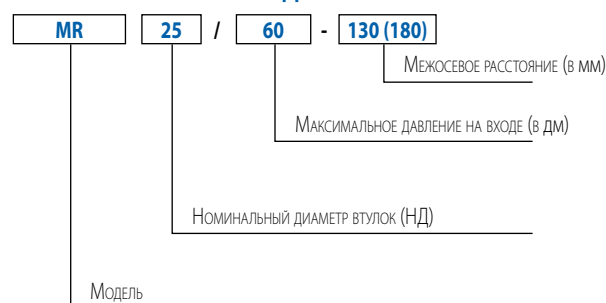 MR 25 / 60 - 130 (180)
Межосевое расстояние (в мм)
Максимальное давление на входе (в дм)
Номинальный диаметр втулок (НД)
Модель